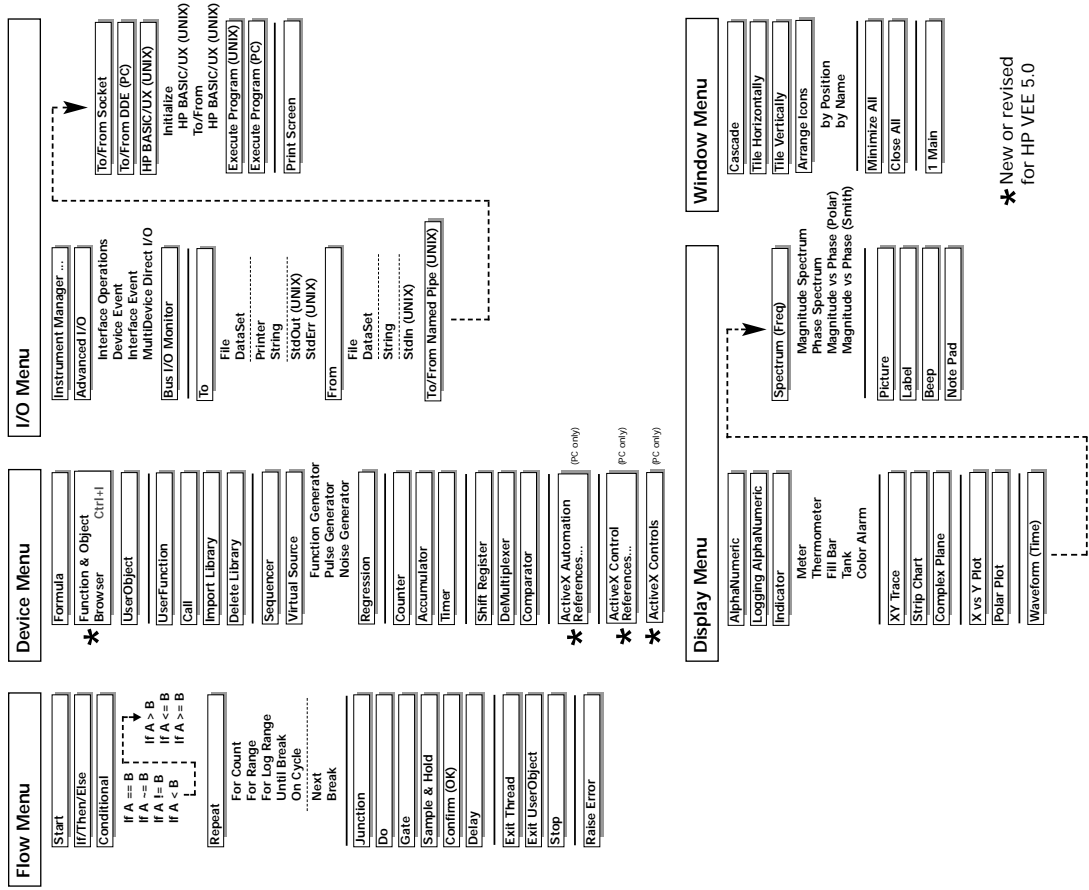 Flow Menu
Start
If/Then/Else
Conditional
If A == B
If A ~= B
If A != B
If A < B
If A > B
If A <= B
If A >= B
Repeat
For Count
For Range
For Log Range
Until Break
On Cycle
Next
Break
Junction
Do
Gate
Sample & Hold
Confirm (OK)
Delay
Exit Thread
Exit UserObject
Stop
Raise Error
Device Menu
Formula
* Function & Object
Browser Ctrl+I
UserObject
UserFunction
Call
Import Library
Delete Library
Sequencer
Virtual Source
Function Generator
Pulse Generator
Noise Generator
Regression
Counter
Accumulator
Timer
Shift Register
DeMultiplexer
Comparator
* ActiveX Automation
References... (PC only)
* ActiveX Control
References... (PC only)
* ActiveX Controls (PC only)
I/O Menu
Instrument Manager ...
Advanced I/O
Interface Operations
Device Event
Interface Event
MultiDevice Direct I/O
Bus I/O Monitor
To
File
DataSet
Printer
String
StdOut (UNIX)
StdErr (UNIX)
From
File
DataSet
String
StdIn (UNIX)
To/From Named Pipe (UNIX)
To/From Socket
To/From DDE (PC)
HP BASIC/UX (UNIX)
Initialize
HP BASIC/UX (UNIX)
To/From
HP BASIC/UX (UNIX)
Execute Program (UNIX)
Execute Program (PC)
Print Screen
Display Menu
AlphaNumeric
Logging AlphaNumeric
Indicator
Meter
Thermometer
Fill Bar
Tank
Color Alarm
XY Trace
Strip Chart
Complex Plane
X vs Y Plot
Polar Plot
Waveform (Time)
Spectrum (Freq)
Magnitude Spectrum
Phase Spectrum
Magnitude vs Phase (Polar)
Magnitude vs Phase (Smith)
Picture
Label
Beep
Note Pad
Window Menu
Cascade
Tile Horizontally
Tile Vertically
Arrange Icons
by Position
by Name
Minimize All
Close All
1 Main
* New or revised
for HP VEE 5.0